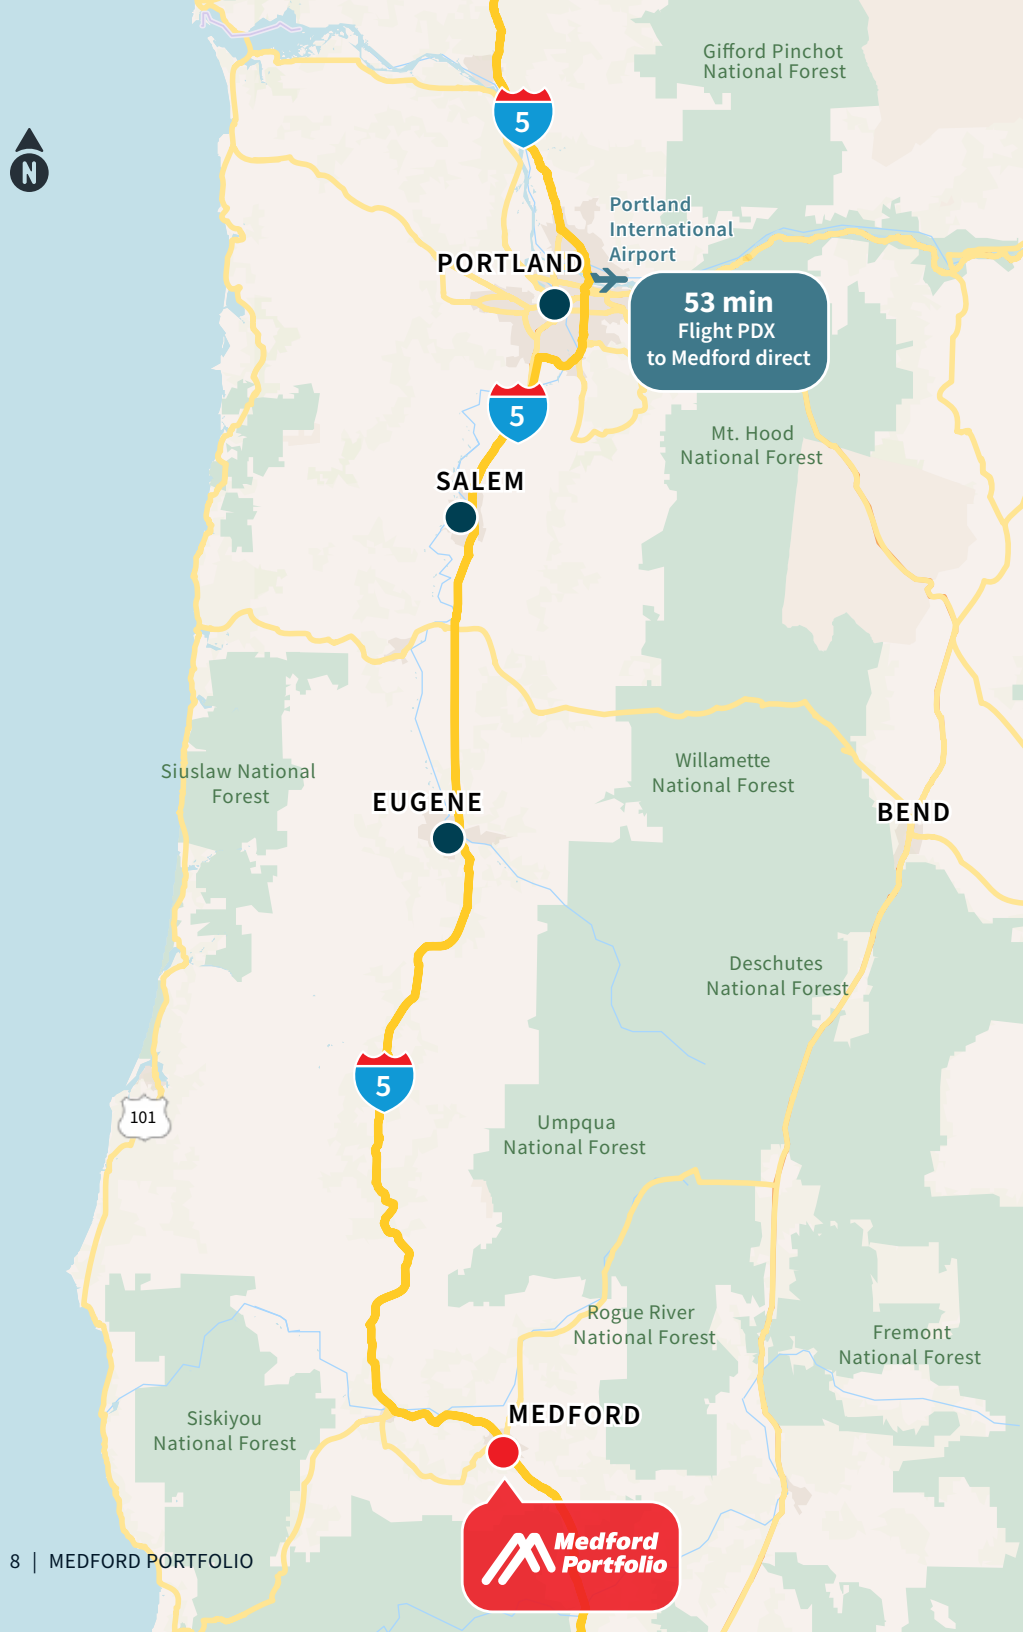 Gifford Pinchot
National Forest
5
N
Portland
International
Airport
PORTLAND
53 min
Flight PDX
to Medford direct
5
Mt. Hood
National Forest
SALEM
Willamette
National Forest
Siuslaw National
Forest
EUGENE
BEND
Deschutes
National Forest
5
101
Umpqua
National Forest
Rogue River
National Forest
Fremont
National Forest
MEDFORD
Siskiyou
National Forest
Medford
Portfolio
8 | MEDFORD PORTFOLIO